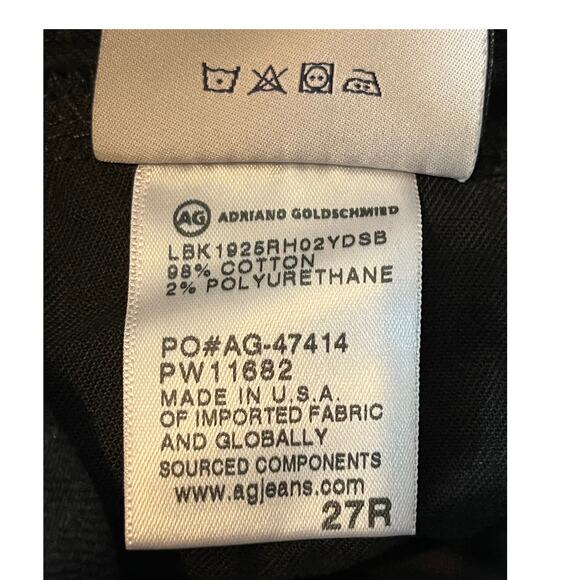 AG ADRIANO GOLDSCHMIED
LBK1925RH02YDSB
98% COTTON
2% POLYURETHANE
PO#AG-47414
PW11682
MADE IN U.S.A.
OF IMPORTED FABRIC
AND GLOBALLY
SOURCED COMPONENTS
www.agjeans.com
27R